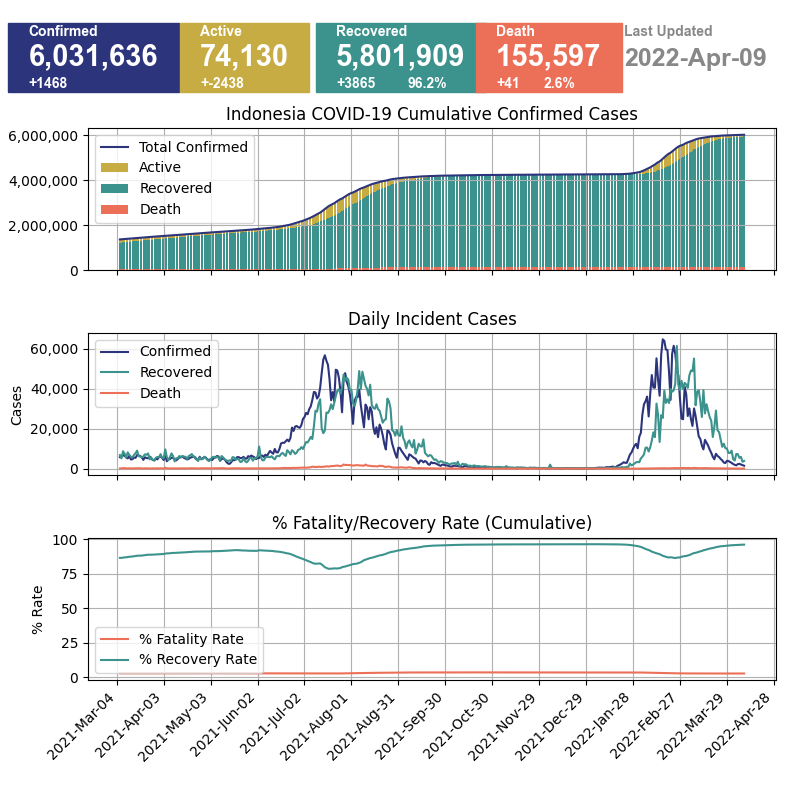 Confirmed
6,031,636
+1468
Active
74,130
+-2438
Recovered
5,801,909
+3865 96.2%
Death
155,597
+41 2.6%
Last Updated
2022-Apr-09
Indonesia COVID-19 Cumulative Confirmed Cases
6,000,000
4,000,000
2,000,000
0
Total Confirmed
Active
Recovered
Death
Daily Incident Cases
Cases
60,000
40,000
20,000
0
Confirmed
Recovered
Death
% Fatality/Recovery Rate (Cumulative)
% Rate
100
75
50
25
0
% Fatality Rate
% Recovery Rate
2021-Mar-04
2021-Apr-03
2021-May-03
2021-Jun-02
2021-Jul-02
2021-Aug-01
2021-Aug-31
2021-Sep-30
2021-Oct-30
2021-Nov-29
2021-Dec-29
2022-Jan-28
2022-Feb-27
2022-Mar-29
2022-Apr-28